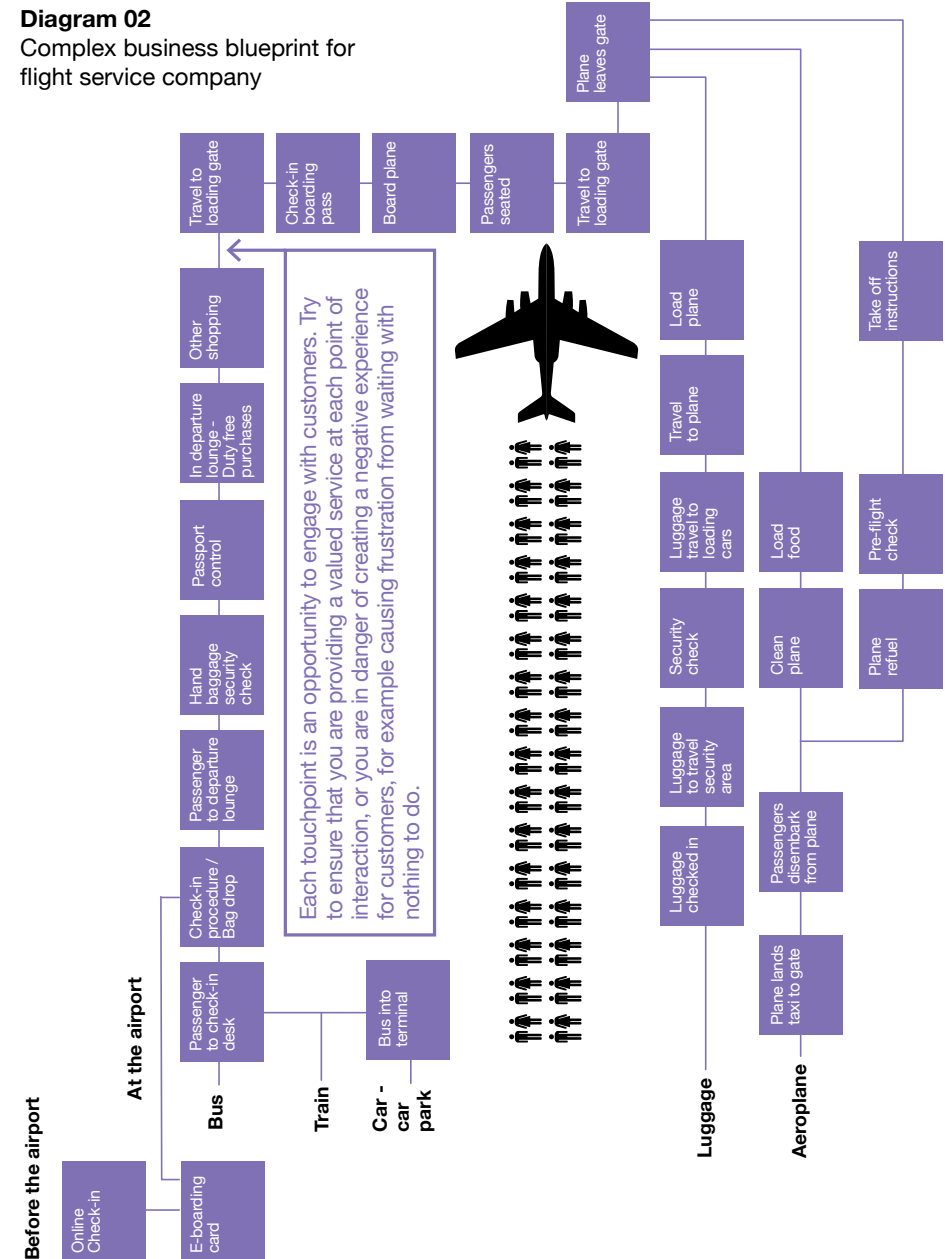 Diagram 02
Complex business blueprint for
flight service company
Before the airport
Online
Check-in
E-boarding
card
At the airport
Bus
Train
Car -
car
park
Bus into
terminal
Passenger
to check-in
desk
Check-in
procedure /
Bag drop
Passenger
to departure
lounge
Hand
baggage
security
check
Passport
control
In departure
lounge -
Duty free
purchases
Other
shopping
Travel to
loading gate
Check-in
boarding
pass
Board plane
Passengers
seated
Travel to
loading gate
Plane
leaves gate
Each touchpoint is an opportunity to engage with customers. Try
to ensure that you are providing a valued service at each point of
interaction, or you are in danger of creating a negative experience
for customers, for example causing frustration from waiting with
nothing to do.
Luggage
Luggage
checked in
Luggage
to travel
security
area
Security
check
Luggage
travel to
loading
cars
Travel
to plane
Load
plane
Aeroplane
Plane lands
taxi to gate
Passengers
disembark
from plane
Clean
plane
Load
food
Plane
refuel
Pre-flight
check
Take off
instructions